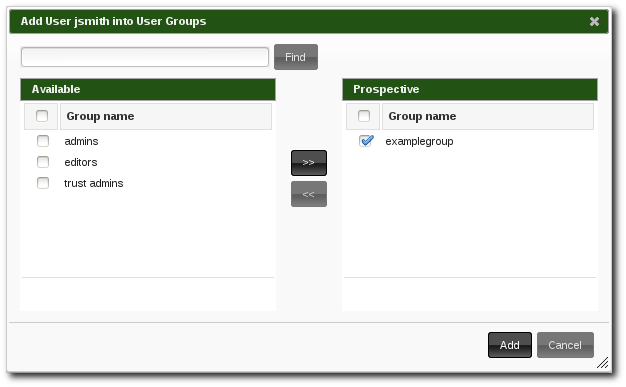 Add User jsmith into User Groups
Find
Available
Group name
admins
editors
trust admins
>>
<<
Prospective
Group name
examplegroup
Add
Cancel